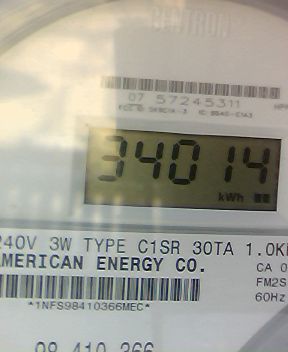 CENTRON
07 57245311
34014
kWh
240V 3W TYPE C1SR 30TA 1.0K
AMERICAN ENERGY CO.
CA 0
FM2S
60Hz
*1NFS98410366MEC*
98 410 366